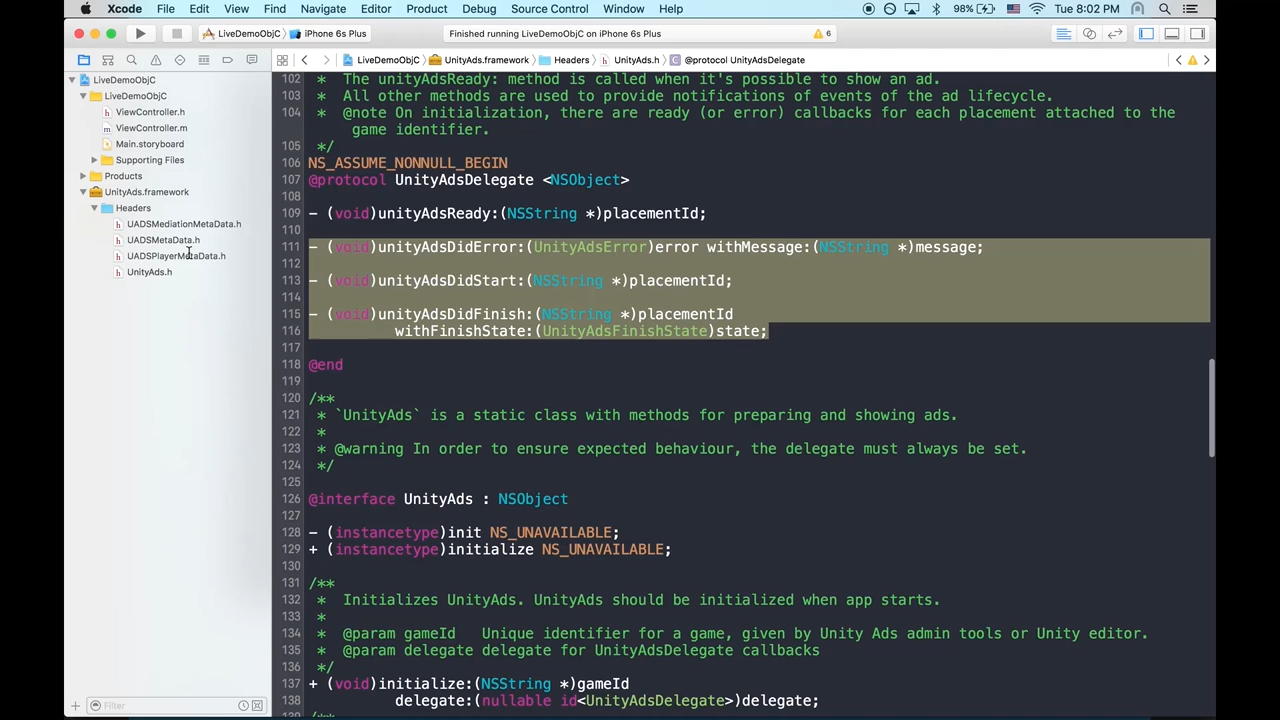 Xcode File Edit View Find Navigate Editor Product Debug Source Control Window Help 98% Tue 8:02 PM
LiveDemoObjC iPhone 6s Plus Finished running LiveDemoObjC on iPhone 6s Plus 6
LiveDemoObjC UnityAds.framework Headers UnityAds.h @protocol UnityAdsDelegate
LiveDemoObjC
LiveDemoObjC
ViewController.h
ViewController.m
Main.storyboard
Supporting Files
Products
UnityAds.framework
Headers
UADSMediationMetaData.h
UADSMetaData.h
UADSPlayerMetaData.h
UnityAds.h
Filter
102 * The unityAdsReady: method is called when it's possible to show an ad.
103 * All other methods are used to provide notifications of events of the ad lifecycle.
104 * @note On initialization, there are ready (or error) callbacks for each placement attached to the
game identifier.
105 */
106 NS_ASSUME_NONNULL_BEGIN
107 @protocol UnityAdsDelegate <NSObject>
108
109 - (void)unityAdsReady:(NSString *)placementId;
110
111 - (void)unityAdsDidError:(UnityAdsError)error withMessage:(NSString *)message;
112
113 - (void)unityAdsDidStart:(NSString *)placementId;
114
115 - (void)unityAdsDidFinish:(NSString *)placementId
116 withFinishState:(UnityAdsFinishState)state;
117
118 @end
119
120 /**
121 * `UnityAds` is a static class with methods for preparing and showing ads.
122 *
123 * @warning In order to ensure expected behaviour, the delegate must always be set.
124 */
125
126 @interface UnityAds : NSObject
127
128 - (instancetype)init NS_UNAVAILABLE;
129 + (instancetype)initialize NS_UNAVAILABLE;
130
131 /**
132 * Initializes UnityAds. UnityAds should be initialized when app starts.
133 *
134 * @param gameId Unique identifier for a game, given by Unity Ads admin tools or Unity editor.
135 * @param delegate delegate for UnityAdsDelegate callbacks
136 */
137 + (void)initialize:(NSString *)gameId
138 delegate:(nullable id<UnityAdsDelegate>)delegate;
139 /**